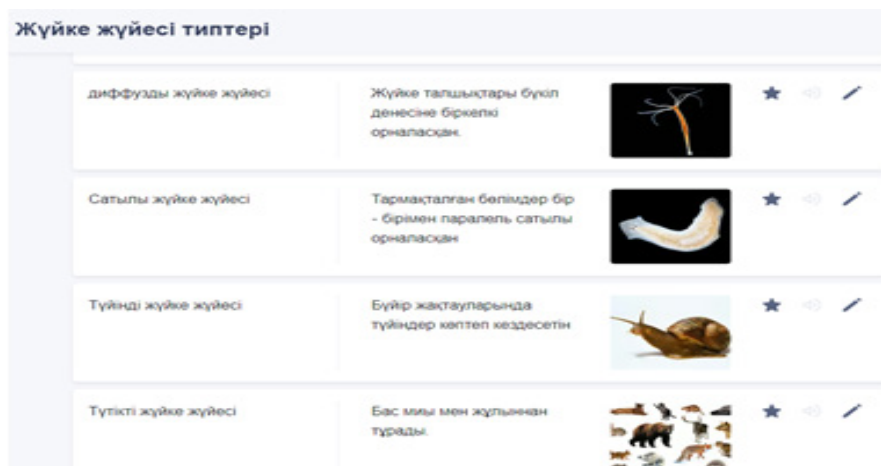 Жүйке жүйесі типтері
диффузды жүйке жүйесі
Жүйке талшықтары бүкіл
денесіне біркелкі
орналасқан.
Сатылы жүйке жүйесі
Тармақталған бөлімдер бір
- бірімен паралель сатылы
орналасқан
Түйінді жүйке жүйесі
Бүйір жақтауларында
түйіндер көптеп кездесетін
Түтікті жүйке жүйесі
Бас миы мен жұлыннан
тұрады.